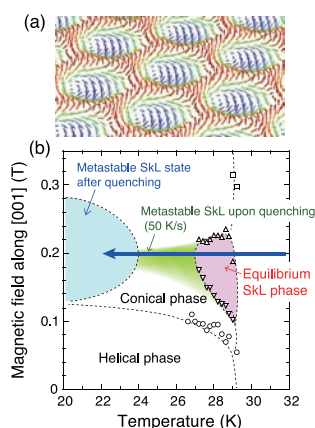 (a)
(b)
Metastable SkL state
after quenching
Metastable SkL upon quenching
(50 K/s)
Equilibrium
SkL phase
Conical phase
Helical phase
Magnetic field along [001] (T)
0.3
0.2
0.1
0
20 22 24 26 28 30 32
Temperature (K)